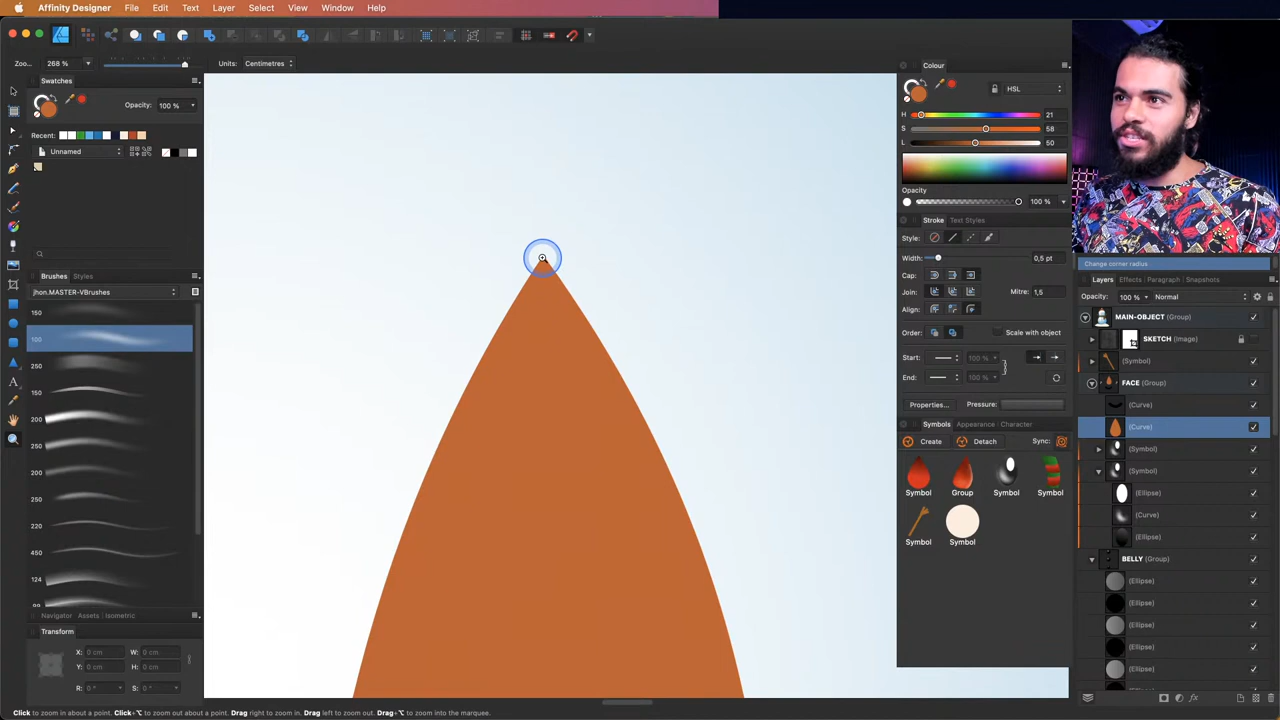 Affinity Designer File Edit Text Layer Select View Window Help
Zoo... 268 % Units: Centimetres
Swatches
Opacity: 100 %
Recent:
Unnamed
Brushes Styles
jhon.MASTER-VBrushes
150
100
250
150
200
200
200
250
220
450
124
99
Navigator Assets Isometric
Transform
X: 0 cm W: 0 cm
Y: 0 cm H: 0 cm
R: 0 ° S: 0 °
Click to zoom in about a point. Click+⌥ to zoom out about a point. Drag right to zoom in. Drag left to zoom out. Drag+⌥ to zoom into the marquee.
Colour
HSL
H 21
S 58
L 50
Opacity
100 %
Stroke Text Styles
Style:
Width: 0,5 pt
Cap:
Join: Mitre: 1,5
Align:
Order: Scale with object
Start: 100 %
End: 100 %
Properties... Pressure:
Symbols Appearance Character
Create Detach Sync:
Symbol Group Symbol Symbol
Symbol Symbol
Change corner radius
Layers Effects Paragraph Snapshots
Opacity: 100 % Normal
MAIN-OBJECT (Group)
SKETCH (Image)
(Symbol)
FACE (Group)
(Curve)
(Curve)
(Symbol)
(Symbol)
(Ellipse)
(Curve)
(Ellipse)
BELLY (Group)
(Ellipse)
(Ellipse)
(Ellipse)
(Ellipse)
(Ellipse)